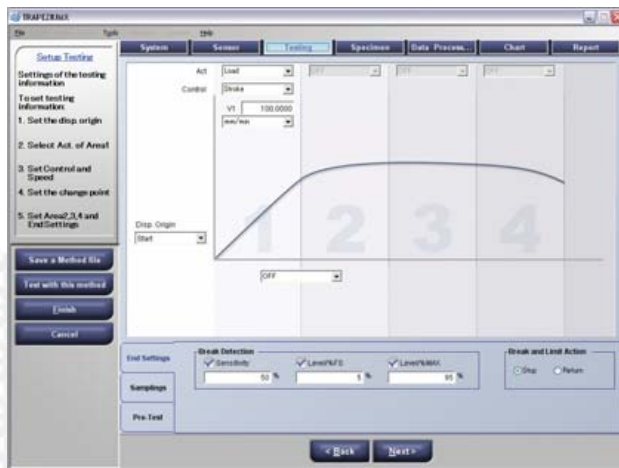 TRAPEZIUMX
File Tools Help
System Sensor Testing Specimen Data Process... Chart Report
Setup Testing
Settings of the testing
information
To set testing
information:
1. Set the disp. origin
2. Select Act. of Area1
3. Set Control and
Speed
4. Set the change point
5. Set Area2,3,4 and
End Settings
Save a Method file
Test with this method
Finish
Cancel
Act Load OFF OFF OFF
Control Stroke
V1 100.0000
mm/min
1 2 3 4
Disp. Origin
Start
OFF
End Settings
Samplings
Pre-Test
Break Detection
Sensitivity Level%FS Level%MAX
50 % 5 % 95 %
Break and Limit Action
Stop Return
< Back Next >